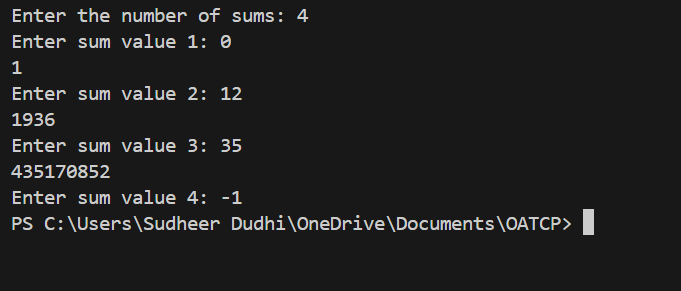 Enter the number of sums: 4
Enter sum value 1: 0
1
Enter sum value 2: 12
1936
Enter sum value 3: 35
435170852
Enter sum value 4: -1
PS C:\Users\Sudheer Dudhi\OneDrive\Documents\OATCP>